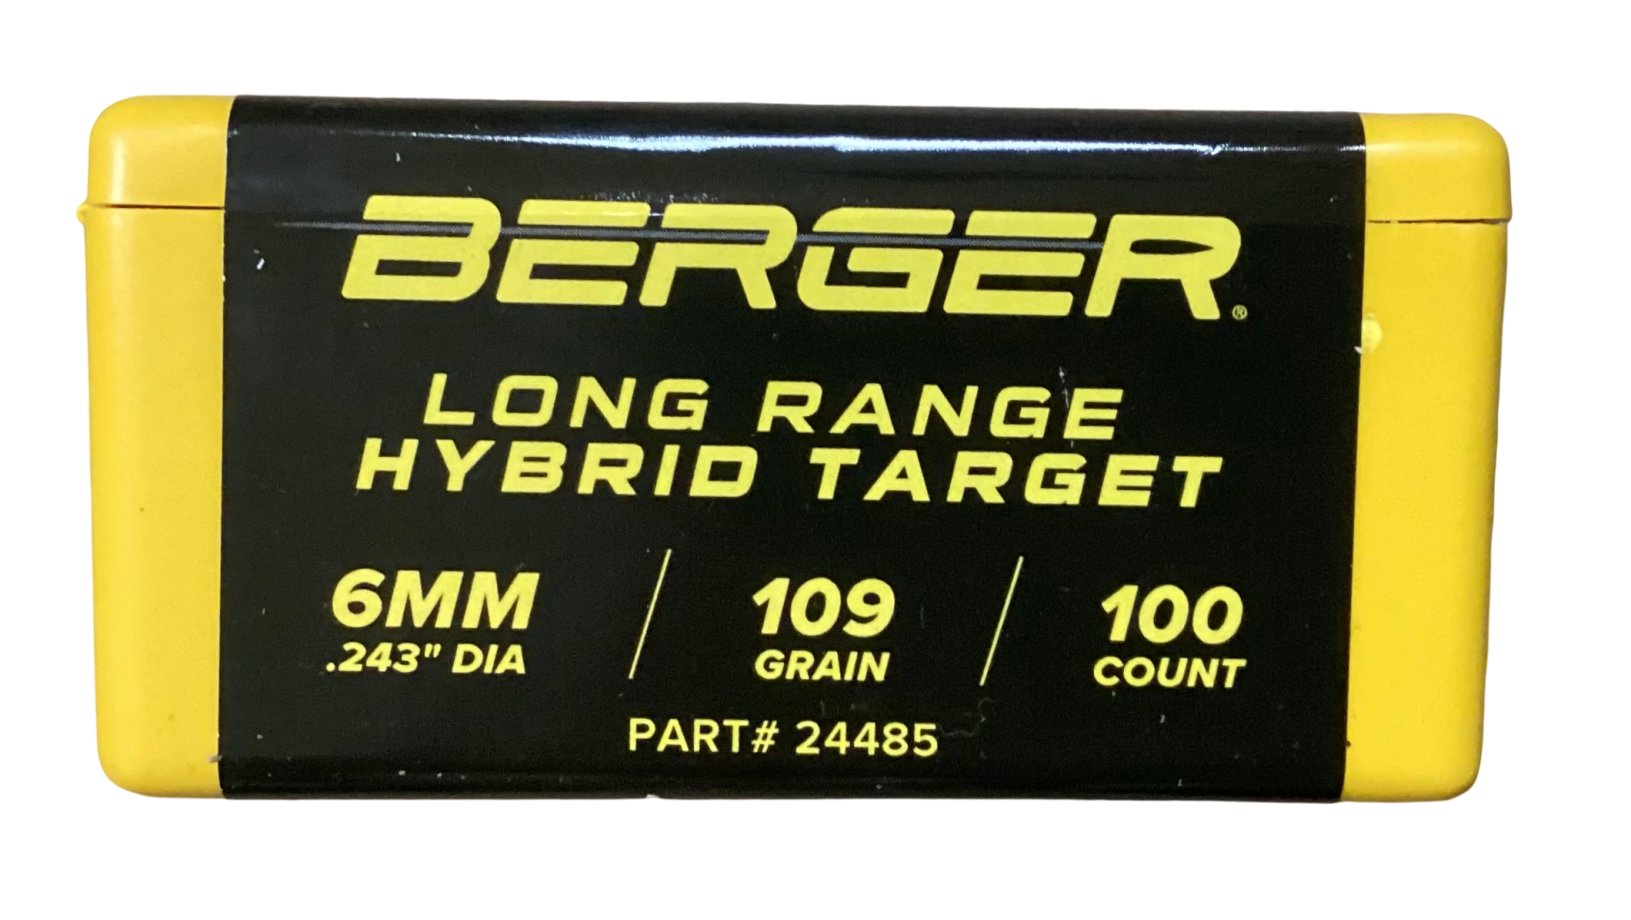 BERGER®
LONG RANGE
HYBRID TARGET
6MM
.243" DIA
109
GRAIN
100
COUNT
PART# 24485